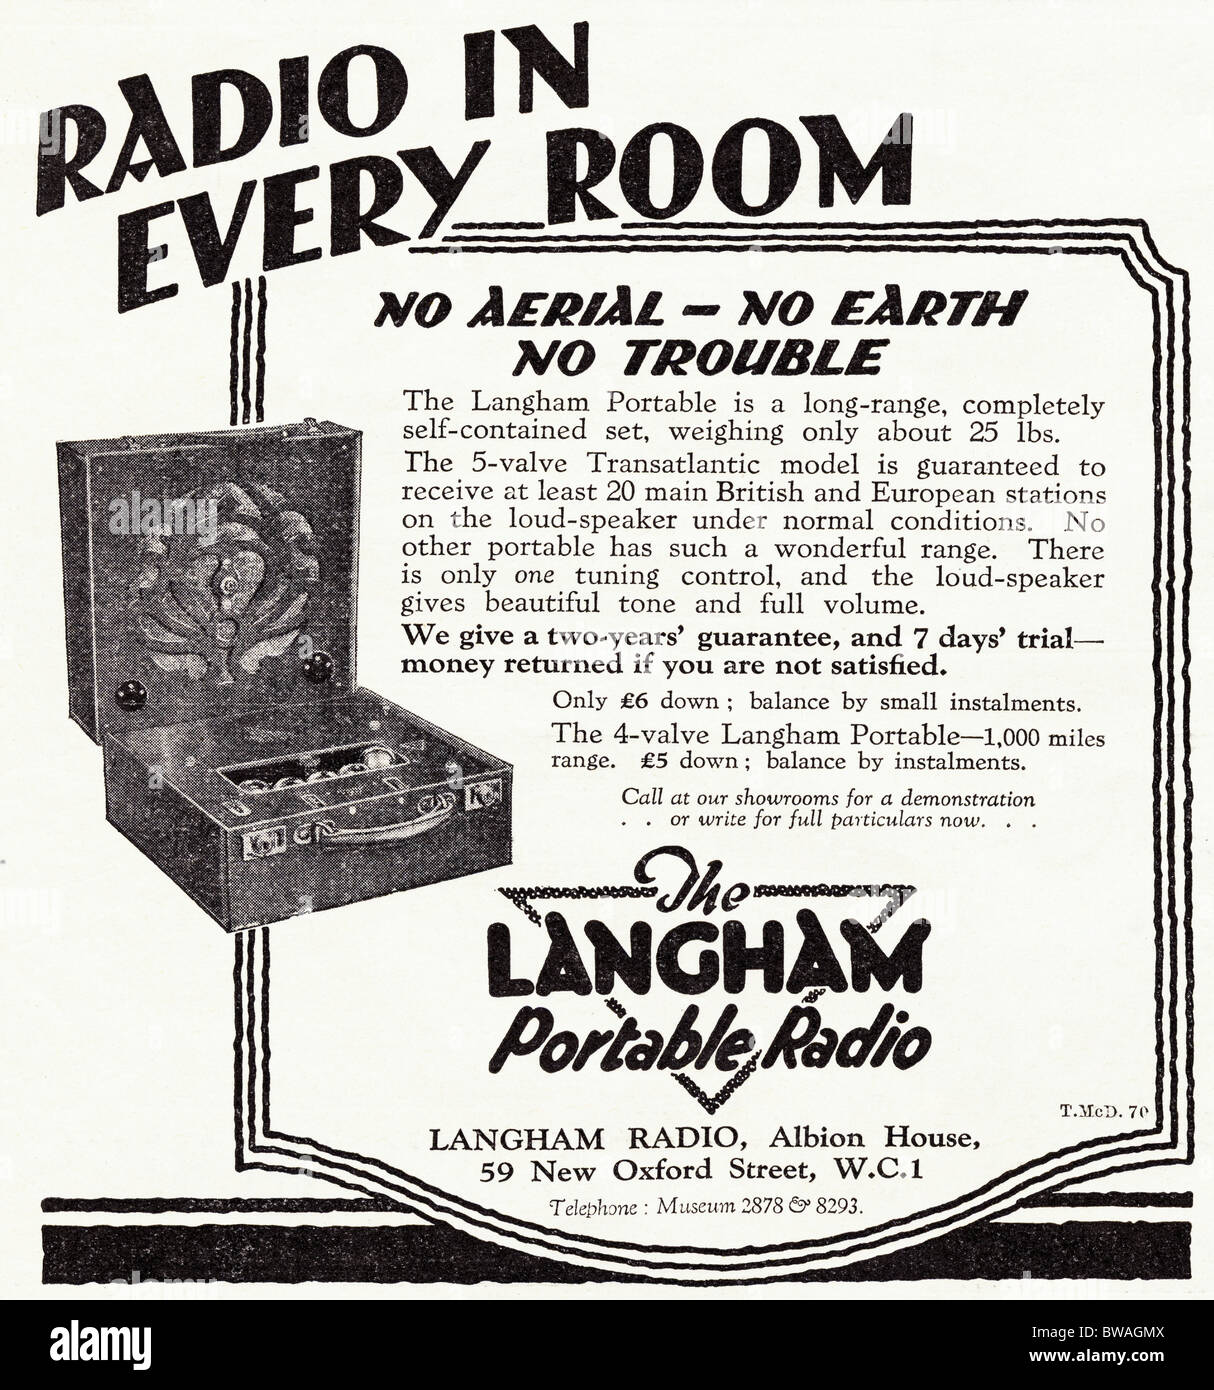 RADIO IN
EVERY ROOM
NO AERIAL – NO EARTH
NO TROUBLE
The Langham Portable is a long-range, completely
self-contained set, weighing only about 25 lbs.
The 5-valve Transatlantic model is guaranteed to
receive at least 20 main British and European stations
on the loud-speaker under normal conditions. No
other portable has such a wonderful range. There
is only one tuning control, and the loud-speaker
gives beautiful tone and full volume.
We give a two-years' guarantee, and 7 days' trial—
money returned if you are not satisfied.
Only £6 down ; balance by small instalments.
The 4-valve Langham Portable—1,000 miles
range. £5 down ; balance by instalments.
Call at our showrooms for a demonstration
. . or write for full particulars now. . .
The
LANGHAM
Portable Radio
T.McD. 70
LANGHAM RADIO, Albion House,
59 New Oxford Street, W.C.1
Telephone : Museum 2878 & 8293.
alamy
alamy
Image ID: BWAGMX
www.alamy.com